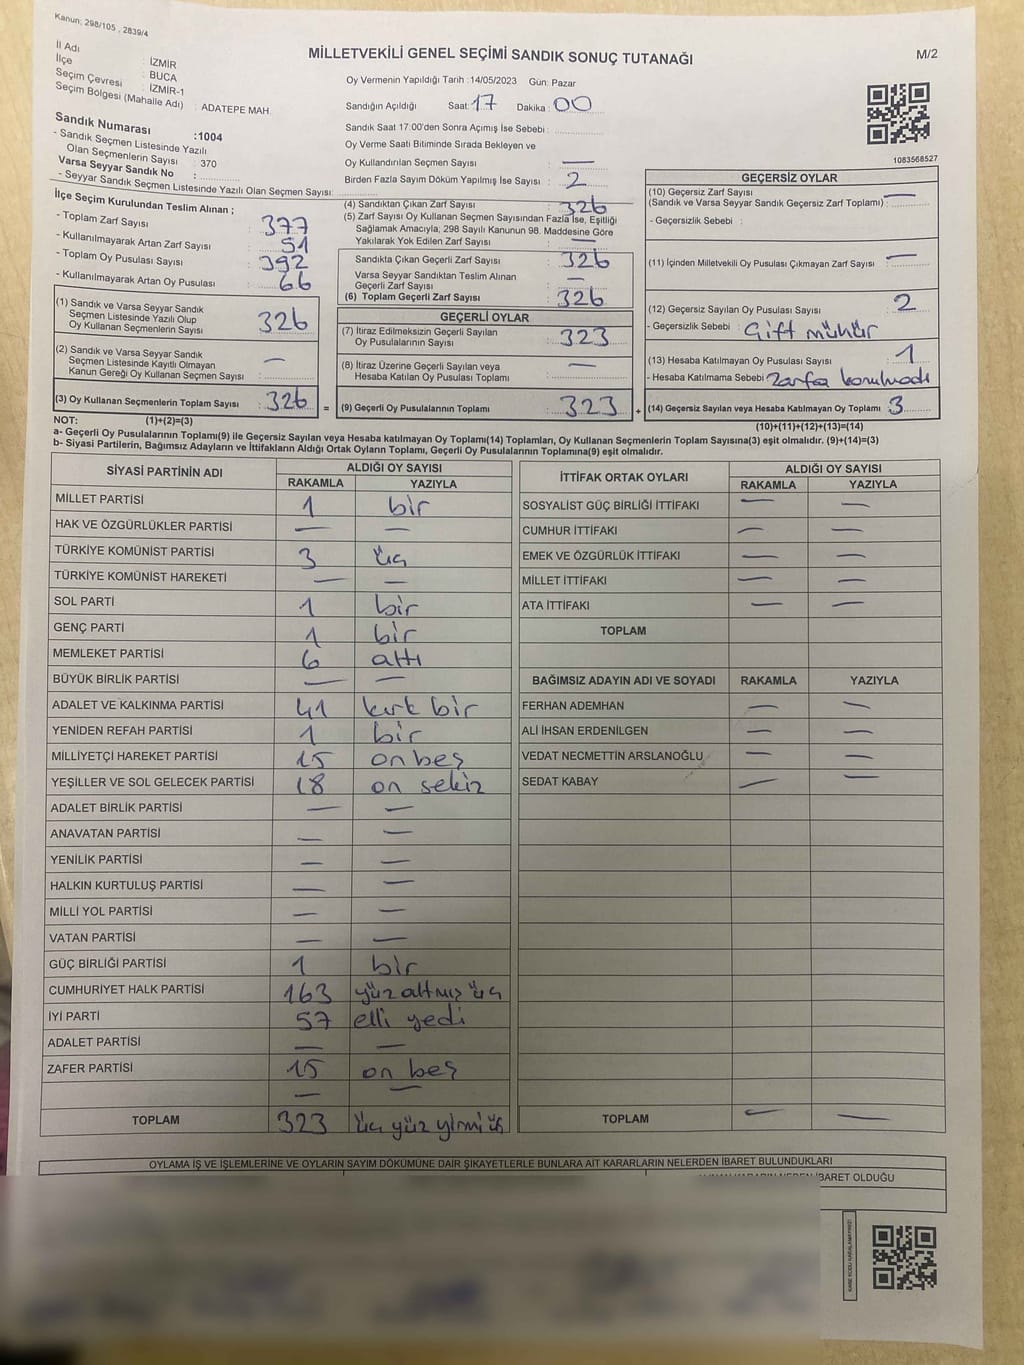 Kanun; 298/105 , 2839/4
MİLLETVEKİLİ GENEL SEÇİMİ SANDIK SONUÇ TUTANAĞI
M/2
İl Adı : İZMİR
İlçe : BUCA
Seçim Çevresi : İZMİR-1
Seçim Bölgesi (Mahalle Adı) : ADATEPE MAH.
Oy Vermenin Yapıldığı Tarih :14/05/2023 Gün: Pazar
Sandığın Açıldığı Saat: 17 Dakika : 00
Sandık Saat 17:00'den Sonra Açımış İse Sebebi :
Oy Verme Saati Bitiminde Sırada Bekleyen ve
Oy Kullandırılan Seçmen Sayısı : —
Birden Fazla Sayım Döküm Yapılmış İse Sayısı : 2
1083568527
Sandık Numarası :1004
- Sandık Seçmen Listesinde Yazılı
Olan Seçmenlerin Sayısı : 370
Varsa Seyyar Sandık No :
- Seyyar Sandık Seçmen Listesinde Yazılı Olan Seçmen Sayısı:
İlçe Seçim Kurulundan Teslim Alınan ;
- Toplam Zarf Sayısı : 377
- Kullanılmayarak Artan Zarf Sayısı : 51
- Toplam Oy Pusulası Sayısı : 392
- Kullanılmayarak Artan Oy Pusulası : 66
(1) Sandık ve Varsa Seyyar Sandık
Seçmen Listesinde Yazılı Olup
Oy Kullanan Seçmenlerin Sayısı : 326
(2) Sandık ve Varsa Seyyar Sandık
Seçmen Listesinde Kayıtlı Olmayan
Kanun Gereği Oy Kullanan Seçmen Sayısı : —
(3) Oy Kullanan Seçmenlerin Toplam Sayısı : 326 =
(4) Sandıktan Çıkan Zarf Sayısı : 326
(5) Zarf Sayısı Oy Kullanan Seçmen Sayısından Fazla İse, Eşitliği
Sağlamak Amacıyla, 298 Sayılı Kanunun 98. Maddesine Göre
Yakılarak Yok Edilen Zarf Sayısı : —
Sandıkta Çıkan Geçerli Zarf Sayısı : 326
Varsa Seyyar Sandıktan Teslim Alınan
Geçerli Zarf Sayısı : —
(6) Toplam Geçerli Zarf Sayısı : 326
GEÇERLİ OYLAR
(7) İtiraz Edilmeksizin Geçerli Sayılan
Oy Pusulalarının Sayısı : 323
(8) İtiraz Üzerine Geçerli Sayılan veya
Hesaba Katılan Oy Pusulası Toplamı : —
(9) Geçerli Oy Pusulalarının Toplamı : 323 +
GEÇERSİZ OYLAR
(10) Geçersiz Zarf Sayısı
(Sandık ve Varsa Seyyar Sandık Geçersiz Zarf Toplamı) : —
- Geçersizlik Sebebi :
(11) İçinden Milletvekili Oy Pusulası Çıkmayan Zarf Sayısı : —
(12) Geçersiz Sayılan Oy Pusulası Sayısı : 2
- Geçersizlik Sebebi : Çift mühür
(13) Hesaba Katılmayan Oy Pusulası Sayısı : 1
- Hesaba Katılmama Sebebi : Zarfa konulmadı
(14) Geçersiz Sayılan veya Hesaba Katılmayan Oy Toplamı : 3
NOT: (1)+(2)=(3)
(10)+(11)+(12)+(13)=(14)
a- Geçerli Oy Pusulalarının Toplamı(9) ile Geçersiz Sayılan veya Hesaba katılmayan Oy Toplamı(14) Toplamları, Oy Kullanan Seçmenlerin Toplam Sayısına(3) eşit olmalıdır. (9)+(14)=(3)
b- Siyasi Partilerin, Bağımsız Adayların ve İttifakların Aldığı Oyların Toplamı, Geçerli Oy Pusulalarının Toplamına(9) eşit olmalıdır.
SİYASİ PARTİNİN ADI ALDIĞI OY SAYISI
RAKAMLA YAZIYLA
MİLLET PARTİSİ 1 bir
HAK VE ÖZGÜRLÜKLER PARTİSİ — —
TÜRKİYE KOMÜNİST PARTİSİ 3 üç
TÜRKİYE KOMÜNİST HAREKETİ — —
SOL PARTİ 1 bir
GENÇ PARTİ 1 bir
MEMLEKET PARTİSİ 6 altı
BÜYÜK BİRLİK PARTİSİ — —
ADALET VE KALKINMA PARTİSİ 41 kırk bir
YENİDEN REFAH PARTİSİ 1 bir
MİLLİYETÇİ HAREKET PARTİSİ 15 on beş
YEŞİLLER VE SOL GELECEK PARTİSİ 18 on sekiz
ADALET BİRLİK PARTİSİ — —
ANAVATAN PARTİSİ — —
YENİLİK PARTİSİ — —
HALKIN KURTULUŞ PARTİSİ — —
MİLLİ YOL PARTİSİ — —
VATAN PARTİSİ — —
GÜÇ BİRLİĞİ PARTİSİ 1 bir
CUMHURİYET HALK PARTİSİ 163 yüz altmış üç
İYİ PARTİ 57 elli yedi
ADALET PARTİSİ — —
ZAFER PARTİSİ 15 on beş
— —
TOPLAM 323 üç yüz yirmi üç
İTTİFAK ORTAK OYLARI ALDIĞI OY SAYISI
RAKAMLA YAZIYLA
SOSYALİST GÜÇ BİRLİĞİ İTTİFAKI — —
CUMHUR İTTİFAKI — —
EMEK VE ÖZGÜRLÜK İTTİFAKI — —
MİLLET İTTİFAKI — —
ATA İTTİFAKI — —
TOPLAM
BAĞIMSIZ ADAYIN ADI VE SOYADI RAKAMLA YAZIYLA
FERHAN ADEMHAN — —
ALİ İHSAN ERDENİLGEN — —
VEDAT NECMETTİN ARSLANOĞLU — —
SEDAT KABAY — —
TOPLAM — —
OYLAMA İŞ VE İŞLEMLERİNE VE OYLARIN SAYIM DÖKÜMÜNE DAİR ŞİKAYETLERLE BUNLARA AİT KARARLARIN NELERDEN İBARET BULUNDUKLARI
İBARET OLDUĞU
KARE KODU KARALAMAYINIZ!